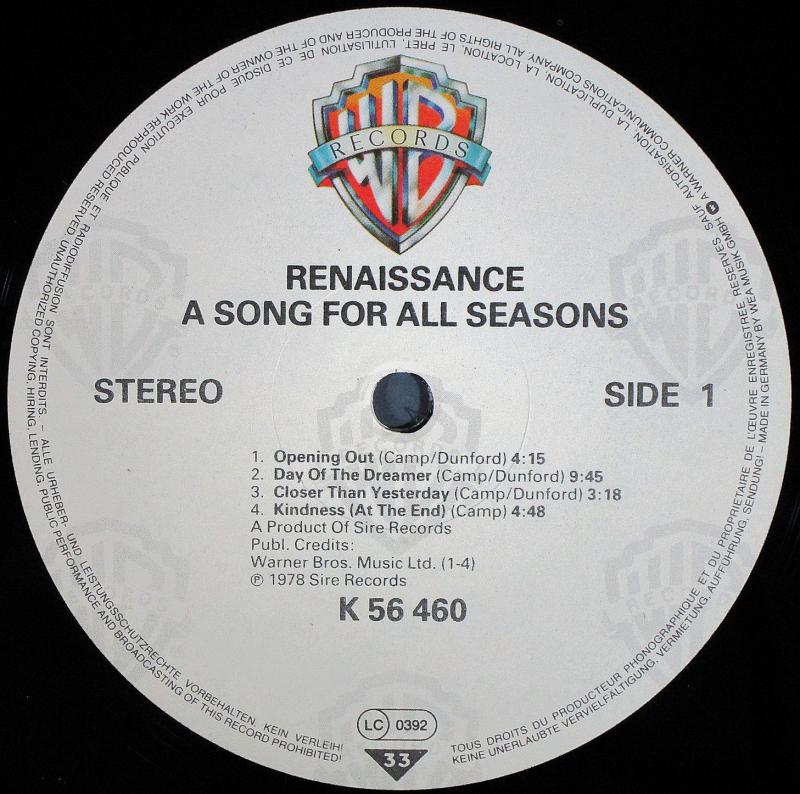 WB
RECORDS
RENAISSANCE
A SONG FOR ALL SEASONS
STEREO
SIDE 1
1. Opening Out (Camp/Dunford) 4:15
2. Day Of The Dreamer (Camp/Dunford) 9:45
3. Closer Than Yesterday (Camp/Dunford) 3:18
4. Kindness (At The End) (Camp) 4:48
A Product Of Sire Records
Publ. Credits:
Warner Bros. Music Ltd. (1-4)
℗ 1978 Sire Records
K 56 460
LC 0392
33
TOUS DROITS DU PRODUCTEUR PHONOGRAPHIQUE ET DU PROPRIETAIRE DE L'ŒUVRE ENREGISTREE, RESERVES SAUF AUTORISATION. LA DUPLICATION, LA LOCATION, LE PRET, L'UTILISATION DE CE DISQUE POUR EXECUTION PUBLIQUE ET RADIODIFFUSION SONT INTERDITS. – ALLE URHEBER- UND LEISTUNGSSCHUTZRECHTE VORBEHALTEN. KEIN VERLEIH!
KEINE UNERLAUBTE VERVIELFÄLTIGUNG, VERMIETUNG, AUFFÜHRUNG, SENDUNG! – MADE IN GERMANY BY WEA MUSIK GMBH A WARNER COMMUNICATIONS COMPANY. ALL RIGHTS OF THE PRODUCER AND OF THE OWNER OF THE WORK REPRODUCED RESERVED UNAUTHORIZED COPYING, HIRING, LENDING, PUBLIC PERFORMANCE AND BROADCASTING OF THIS RECORD PROHIBITED!